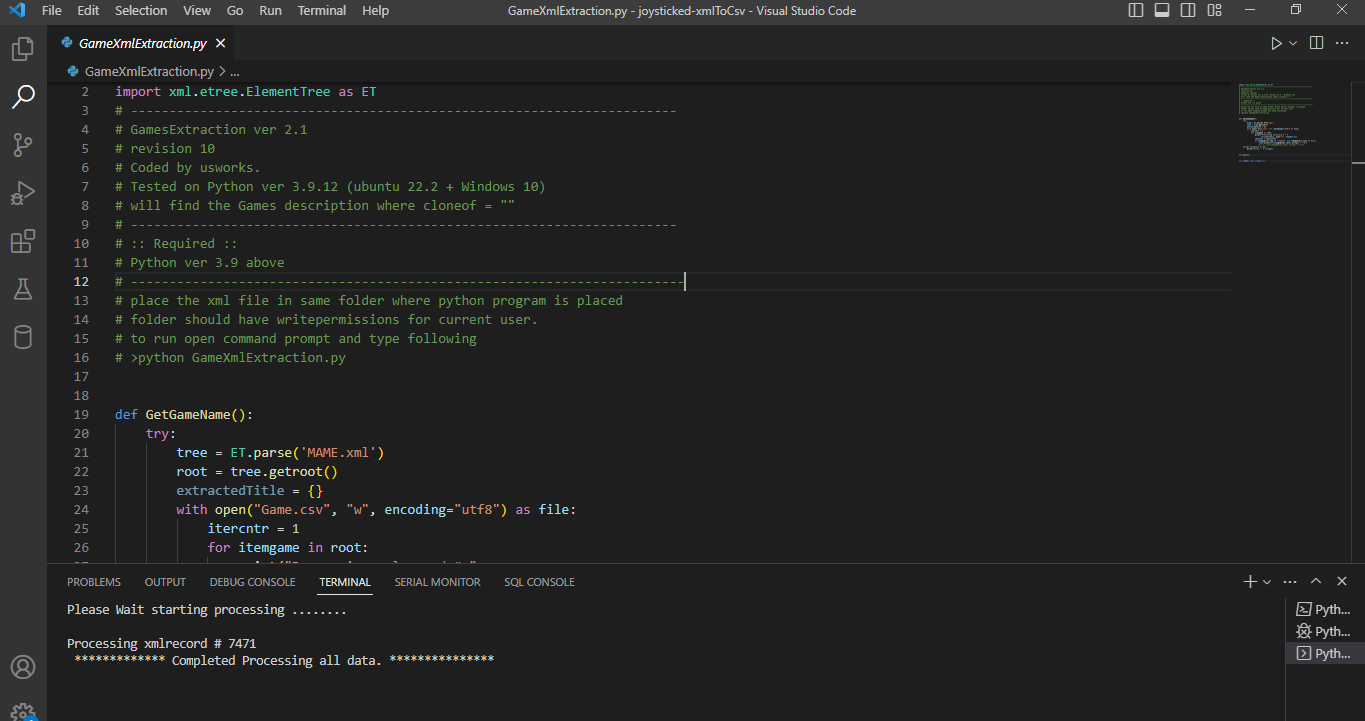 File Edit Selection View Go Run Terminal Help GameXmlExtraction.py - joysticked-xmlToCsv - Visual Studio Code
GameXmlExtraction.py
GameXmlExtraction.py > ...
2 import xml.etree.ElementTree as ET
3 # -----------------------------------------------------------------------
4 # GamesExtraction ver 2.1
5 # revision 10
6 # Coded by usworks.
7 # Tested on Python ver 3.9.12 (ubuntu 22.2 + Windows 10)
8 # will find the Games description where cloneof = ""
9 # -----------------------------------------------------------------------
10 # :: Required ::
11 # Python ver 3.9 above
12 # ------------------------------------------------------------------------
13 # place the xml file in same folder where python program is placed
14 # folder should have writepermissions for current user.
15 # to run open command prompt and type following
16 # >python GameXmlExtraction.py
17
18
19 def GetGameName():
20 try:
21 tree = ET.parse('MAME.xml')
22 root = tree.getroot()
23 extractedTitle = {}
24 with open("Game.csv", "w", encoding="utf8") as file:
25 itercntr = 1
26 for itemgame in root:
PROBLEMS OUTPUT DEBUG CONSOLE TERMINAL SERIAL MONITOR SQL CONSOLE
Please Wait starting processing ........
Pyth...
Pyth...
Processing xmlrecord # 7471
************* Completed Processing all data. ***************
Pyth...